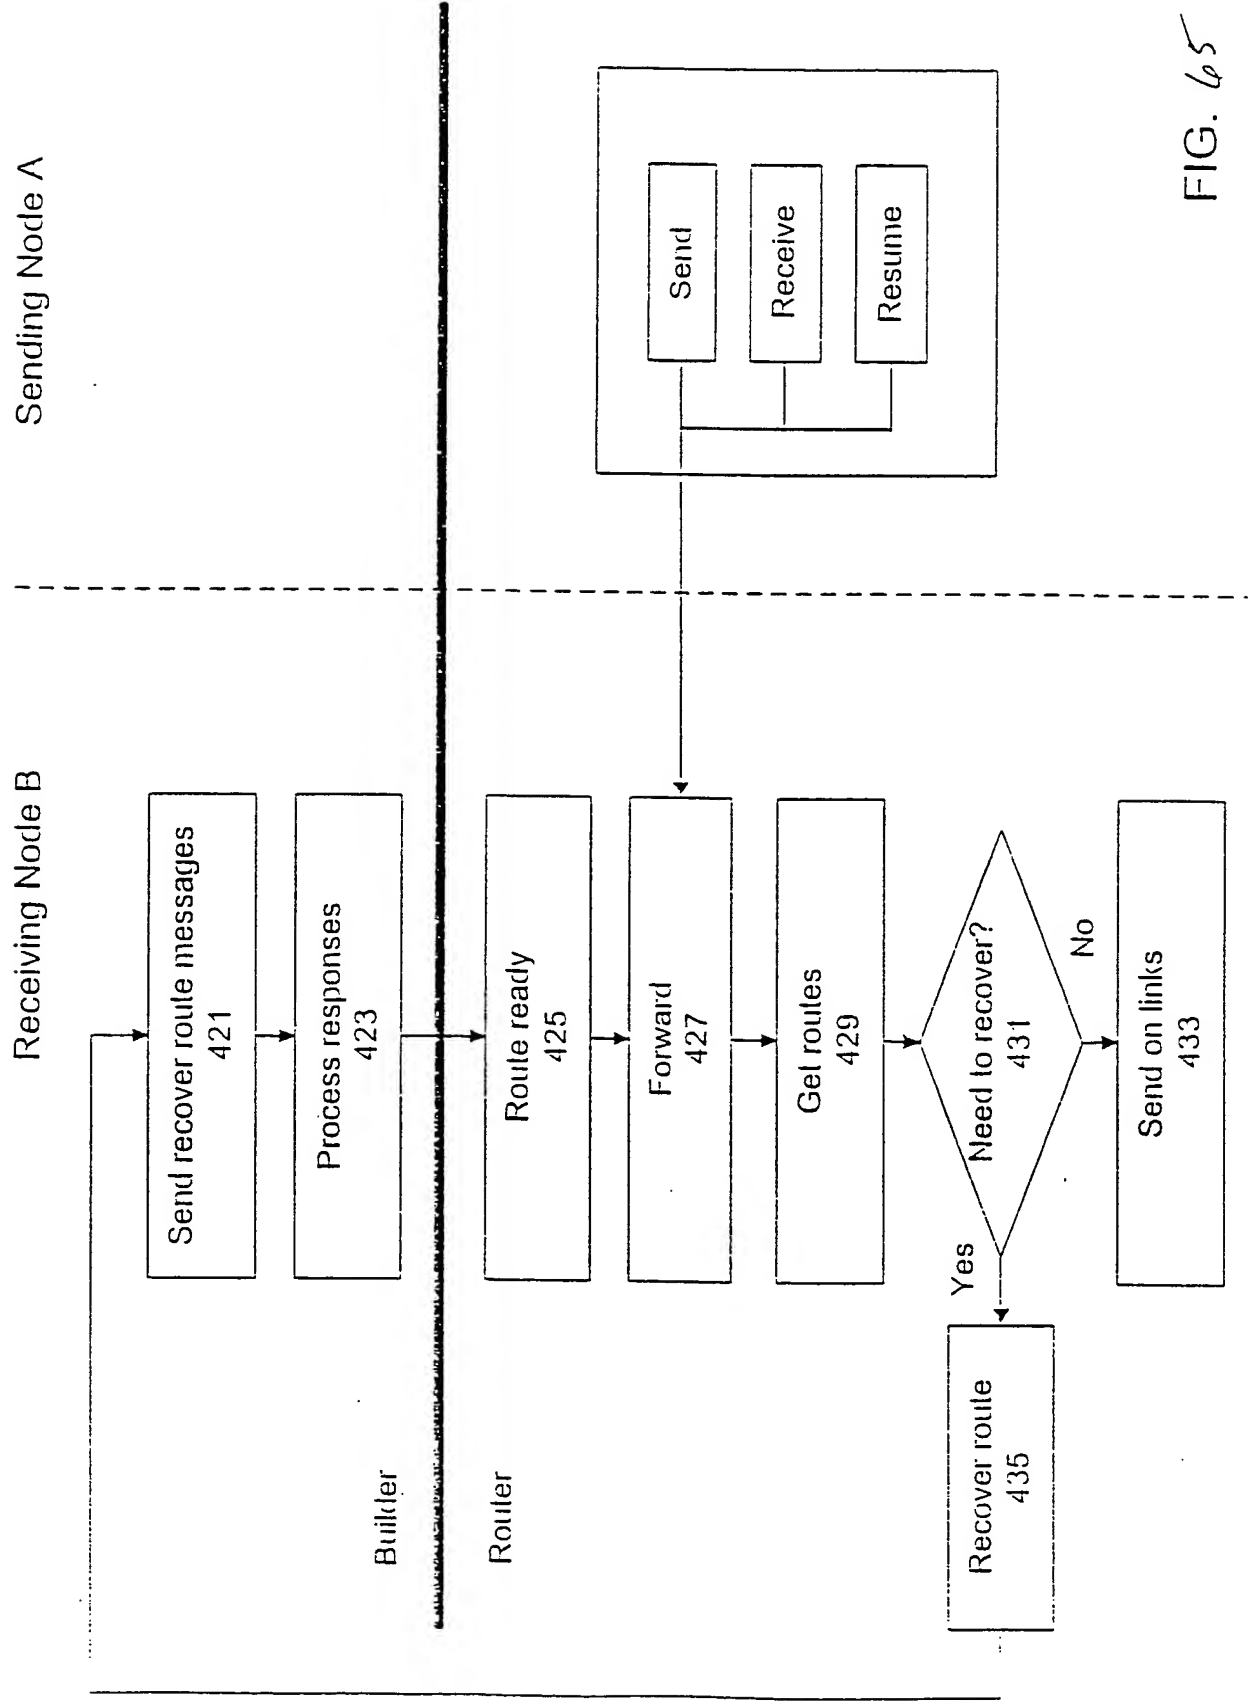 Receiving Node B
Sending Node A
Send recover route messages
421
Process responses
423
Builder
Router
Route ready
425
Forward
427
Get routes
429
Need to recover?
431
Yes
No
Recover route
435
Send on links
433
Send
Receive
Resume
FIG. 65